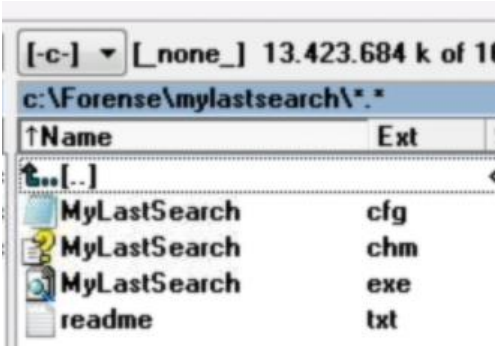 [-c-] [_none_] 13.423.684 k of
c:\Forense\mylastsearch\*.*
↑Name Ext
[..]
MyLastSearch cfg
MyLastSearch chm
MyLastSearch exe
readme txt